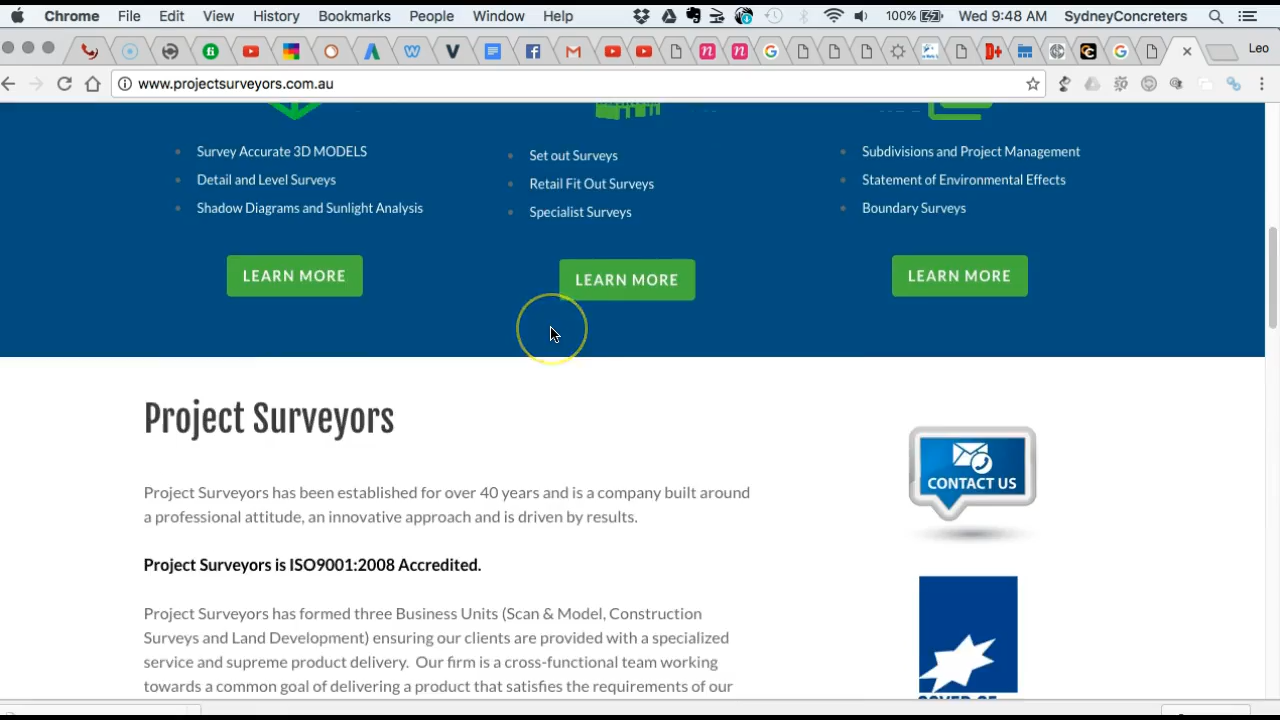 Chrome File Edit View History Bookmarks People Window Help 100% Wed 9:48 AM SydneyConcreters
Leo
www.projectsurveyors.com.au
Survey Accurate 3D MODELS
Detail and Level Surveys
Shadow Diagrams and Sunlight Analysis
LEARN MORE
Set out Surveys
Retail Fit Out Surveys
Specialist Surveys
LEARN MORE
Subdivisions and Project Management
Statement of Environmental Effects
Boundary Surveys
LEARN MORE
Project Surveyors
Project Surveyors has been established for over 40 years and is a company built around
a professional attitude, an innovative approach and is driven by results.
Project Surveyors is ISO9001:2008 Accredited.
Project Surveyors has formed three Business Units (Scan & Model, Construction
Surveys and Land Development) ensuring our clients are provided with a specialized
service and supreme product delivery. Our firm is a cross-functional team working
towards a common goal of delivering a product that satisfies the requirements of our
CONTACT US